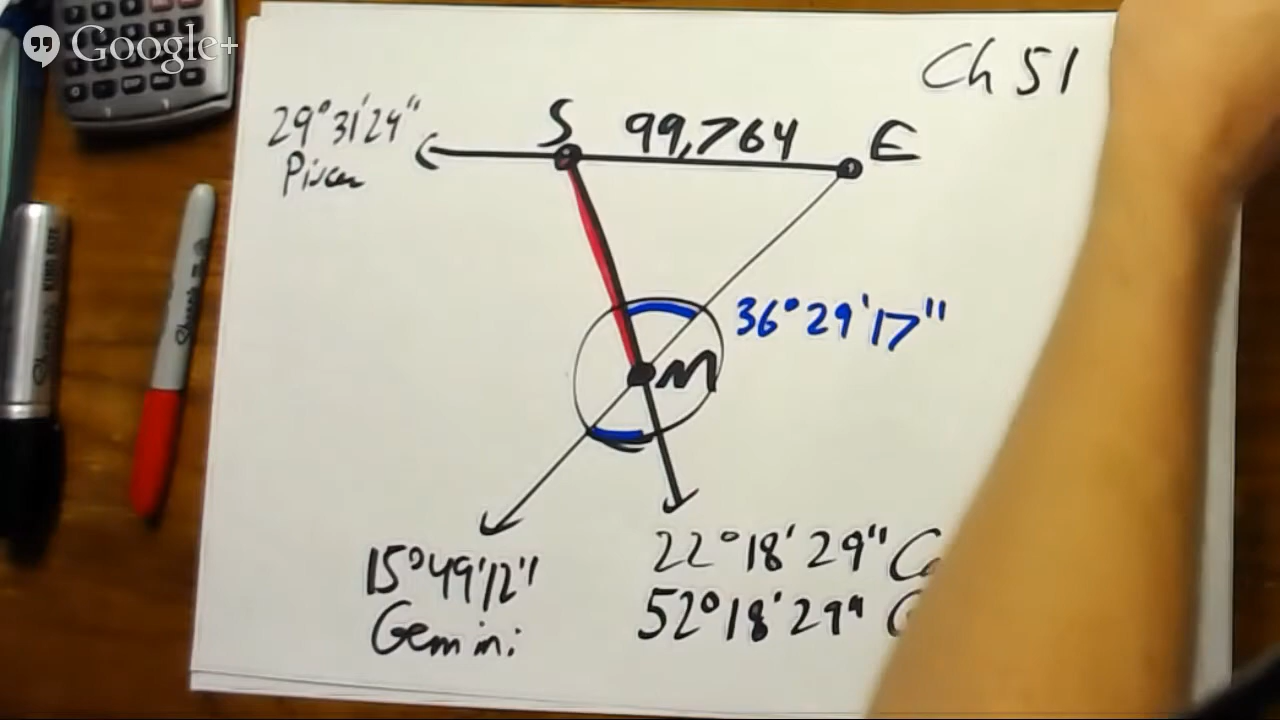 Google+
Ch 51
29°31'24"
Pisces
S
99,764
E
36°29'17"
M
15°49'12"
Gemini
22°18'29"
52°18'29"